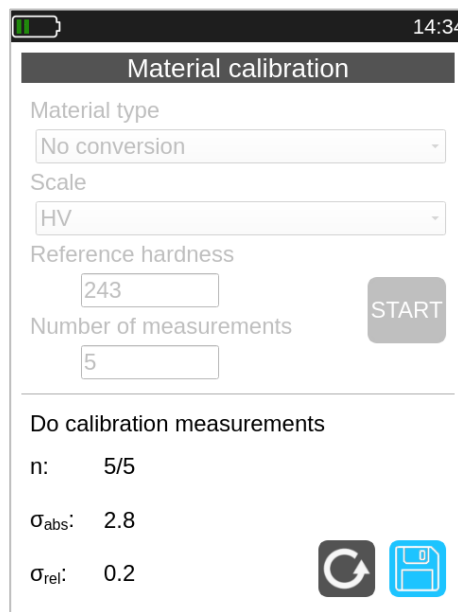 14:34
Material calibration
Material type
No conversion
Scale
HV
Reference hardness
243
START
Number of measurements
5
Do calibration measurements
n: 5/5
σabs: 2.8
σrel: 0.2